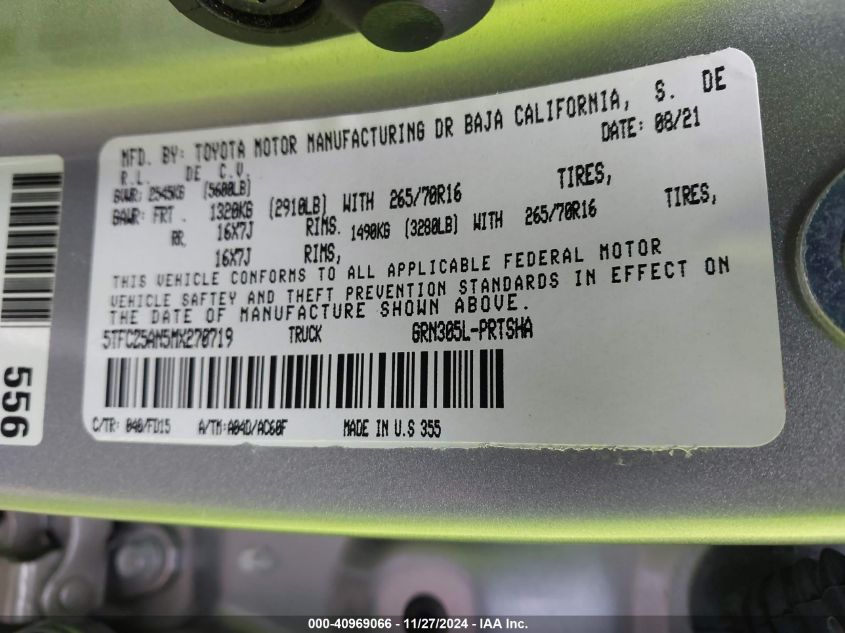 MFD. BY: TOYOTA MOTOR MANUFACTURING DR BAJA CALIFORNIA, S. DE
R.L. DE C.V. DATE: 08/21
GVWR: 2545KG (5600LB)
GAWR: FRT. 1320KG (2910LB) WITH 265/70R16 TIRES,
16X7J RIMS.
RR. 1490KG (3280LB) WITH 265/70R16 TIRES,
16X7J RIMS,
THIS VEHICLE CONFORMS TO ALL APPLICABLE FEDERAL MOTOR
VEHICLE SAFTEY AND THEFT PREVENTION STANDARDS IN EFFECT ON
THE DATE OF MANUFACTURE SHOWN ABOVE.
5TFCZ5AN5MX270719 TRUCK GRN305L-PRTSHA
C/TR: 040/FD15 A/TM: A04D/AC60F MADE IN U.S 355
556
000-40969066 - 11/27/2024 - IAA Inc.